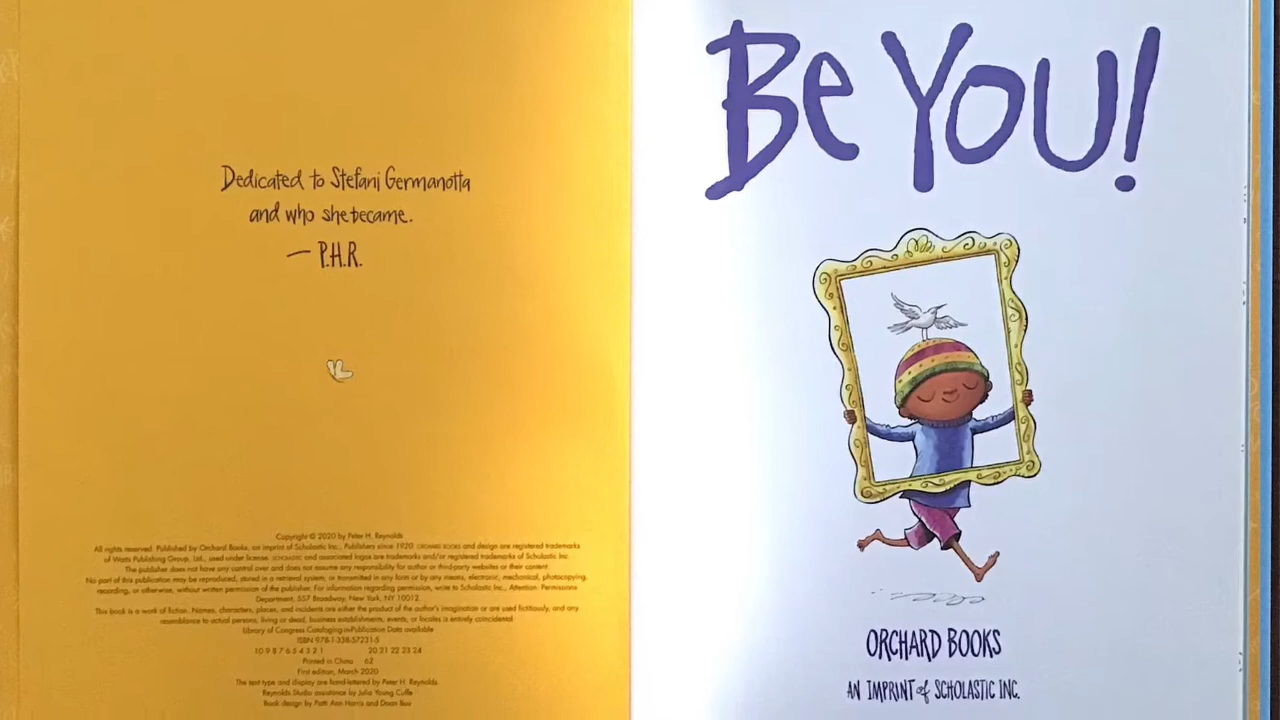 Dedicated to Stefani Germanotta
and who she became.
— P.H.R.
Copyright © 2020 by Peter H. Reynolds
All rights reserved. Published by Orchard Books, an imprint of Scholastic Inc., Publishers since 1920. ORCHARD BOOKS and design are registered trademarks
of Watts Publishing Group, Ltd., used under license. SCHOLASTIC and associated logos are trademarks and/or registered trademarks of Scholastic Inc.
The publisher does not have any control over and does not assume any responsibility for author or third-party websites or their content.
No part of this publication may be reproduced, stored in a retrieval system, or transmitted in any form or by any means, electronic, mechanical, photocopying,
recording, or otherwise, without written permission of the publisher. For information regarding permission, write to Scholastic Inc., Attention: Permissions
Department, 557 Broadway, New York, NY 10012.
This book is a work of fiction. Names, characters, places, and incidents are either the product of the author's imagination or are used fictitiously, and any
resemblance to actual persons, living or dead, business establishments, events, or locales is entirely coincidental.
Library of Congress Cataloging-in-Publication Data available
ISBN 978-1-338-57231-5
10 9 8 7 6 5 4 3 2 1 20 21 22 23 24
Printed in China 62
First edition, March 2020
The text type and display are hand-lettered by Peter H. Reynolds.
Reynolds Studio assistance by Julia Young Cuffe
Book design by Patti Ann Harris and Doan Buu
BE YOU!
ORCHARD BOOKS
AN IMPRINT of SCHOLASTIC INC.